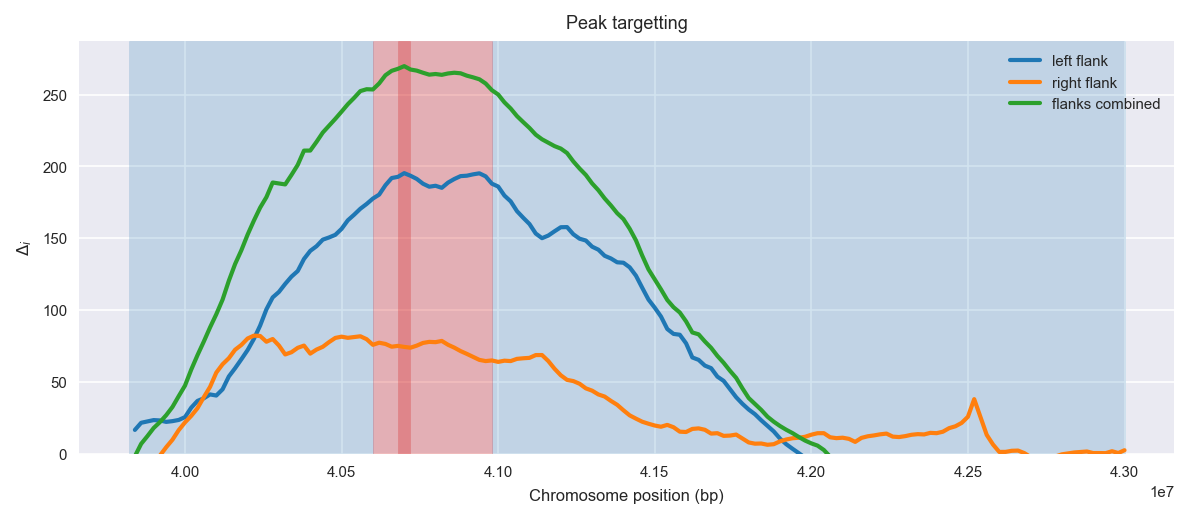 Peak targetting
left flank
right flank
flanks combined
250
200
150
100
50
0
Δi
4.00 4.05 4.10 4.15 4.20 4.25 4.30
1e7
Chromosome position (bp)